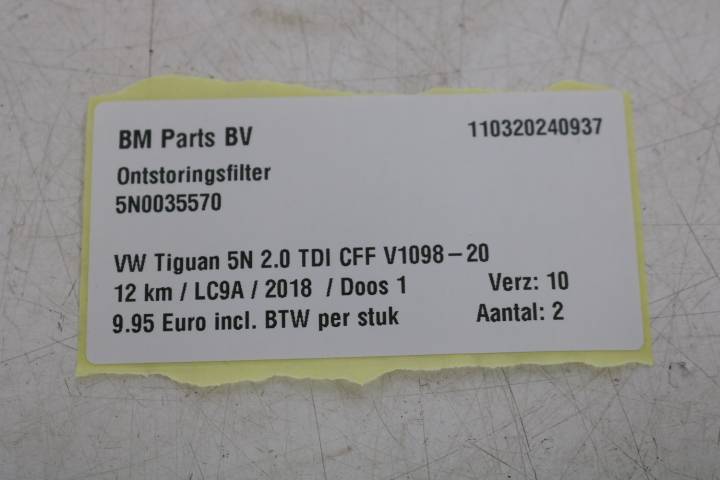 BM Parts BV 110320240937
Ontstoringsfilter
5N0035570
VW Tiguan 5N 2.0 TDI CFF V1098-20
12 km / LC9A / 2018 / Doos 1 Verz: 10
9.95 Euro incl. BTW per stuk Aantal: 2